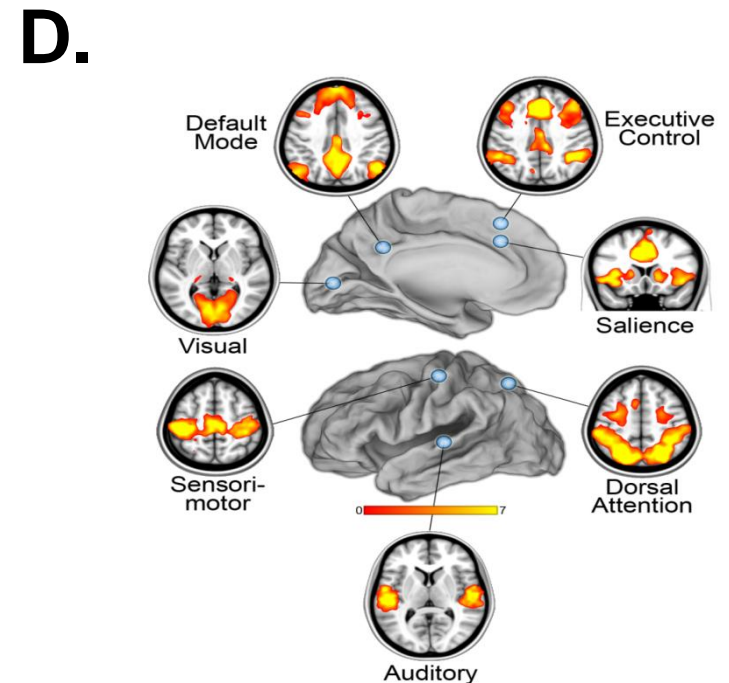 D.
Default
Mode
Executive
Control
Visual
Salience
Sensori-
motor
Dorsal
Attention
0
7
Auditory